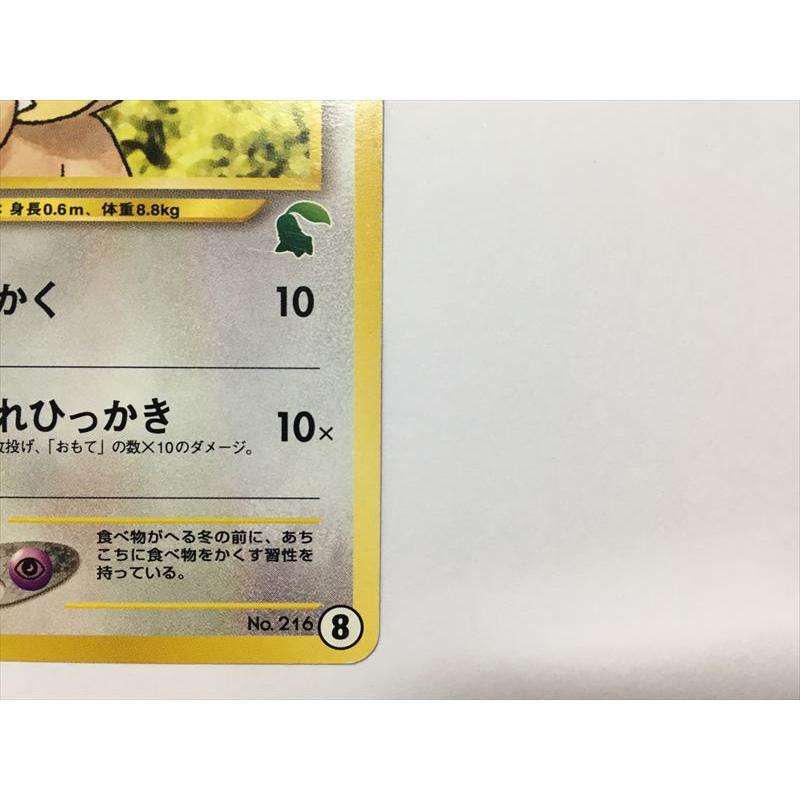 : 身長0.6m、体重8.8kg
かく 10
れひっかき 10×
投げ、「おもて」の数×10のダメージ。
食べ物がへる冬の前に、あち
こちに食べ物をかくす習性を
持っている。
No. 216 8